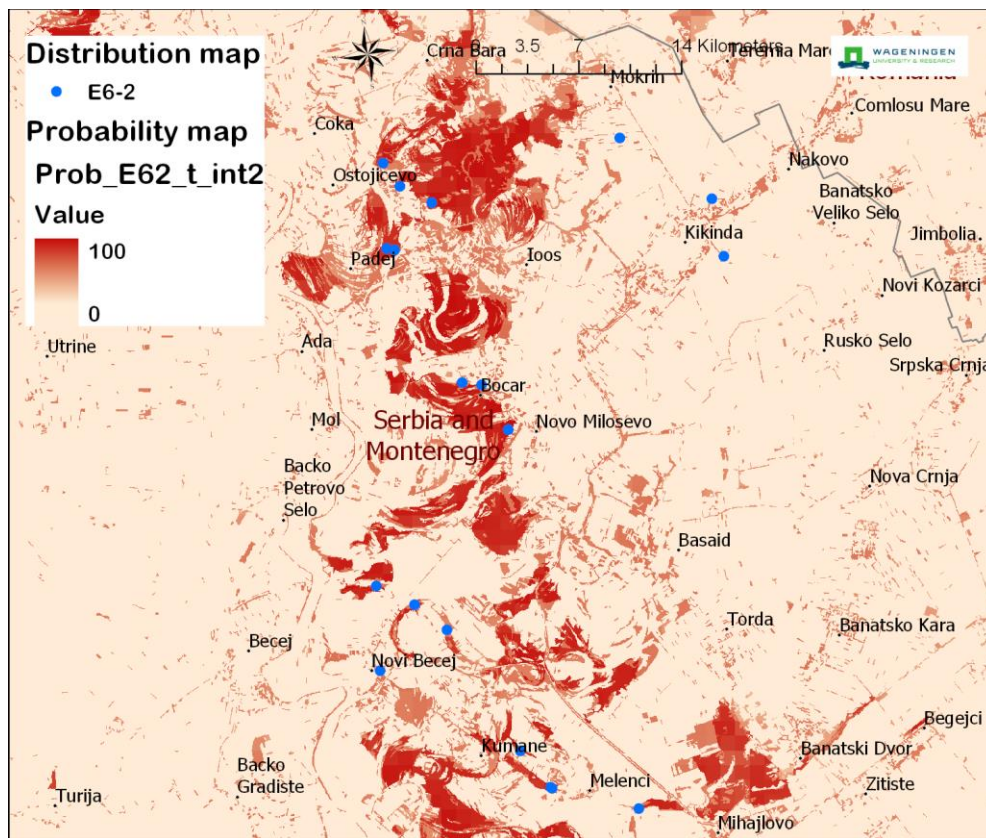 Distribution map
E6-2
Probability map
Prob_E62_t_int2
Value
100
0
Crna Bara
0 3.5 7 14 Kilometers
Teremia Mare
WAGENINGEN
UNIVERSITY & RESEARCH
Romania
Mokrin
Comlosu Mare
Coka
Nakovo
Ostojicevo
Banatsko
Veliko Selo
Kikinda
Jimbolia
Padej
Ioos
Novi Kozarci
Utrine
Ada
Rusko Selo
Srpska Crnja
Bocar
Mol
Serbia and
Montenegro
Novo Milosevo
Backo
Petrovo
Selo
Nova Crnja
Basaid
Torda
Banatsko Kara
Becej
Novi Becej
Begejci
Kumane
Banatski Dvor
Backo
Gradiste
Melenci
Zitiste
Turija
Mihajlovo